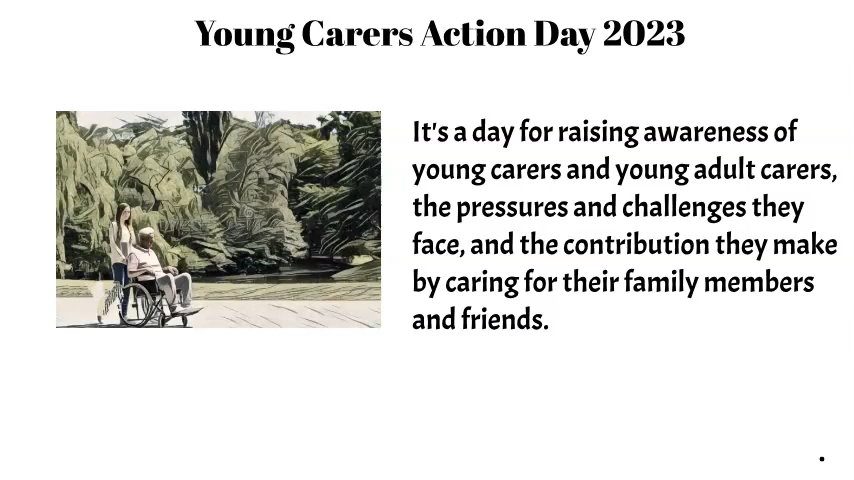 Young Carers Action Day 2023
It's a day for raising awareness of
young carers and young adult carers,
the pressures and challenges they
face, and the contribution they make
by caring for their family members
and friends.